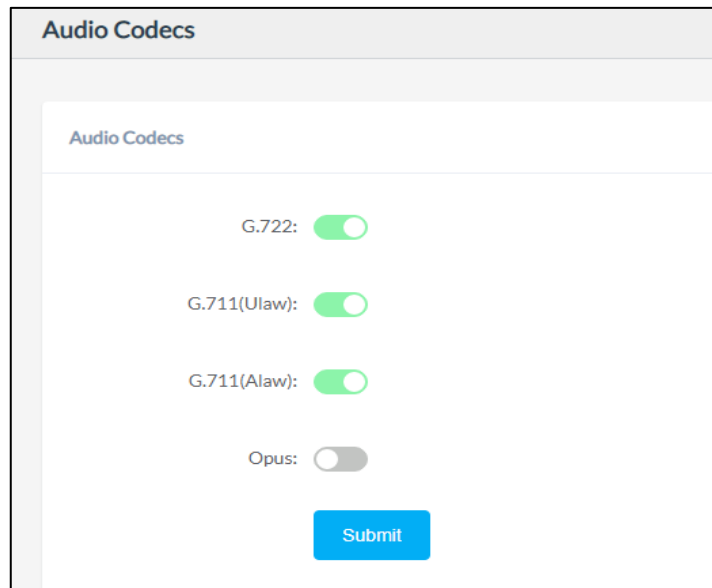 Audio Codecs
Audio Codecs
G.722:
G.711(Ulaw):
G.711(Alaw):
Opus:
Submit